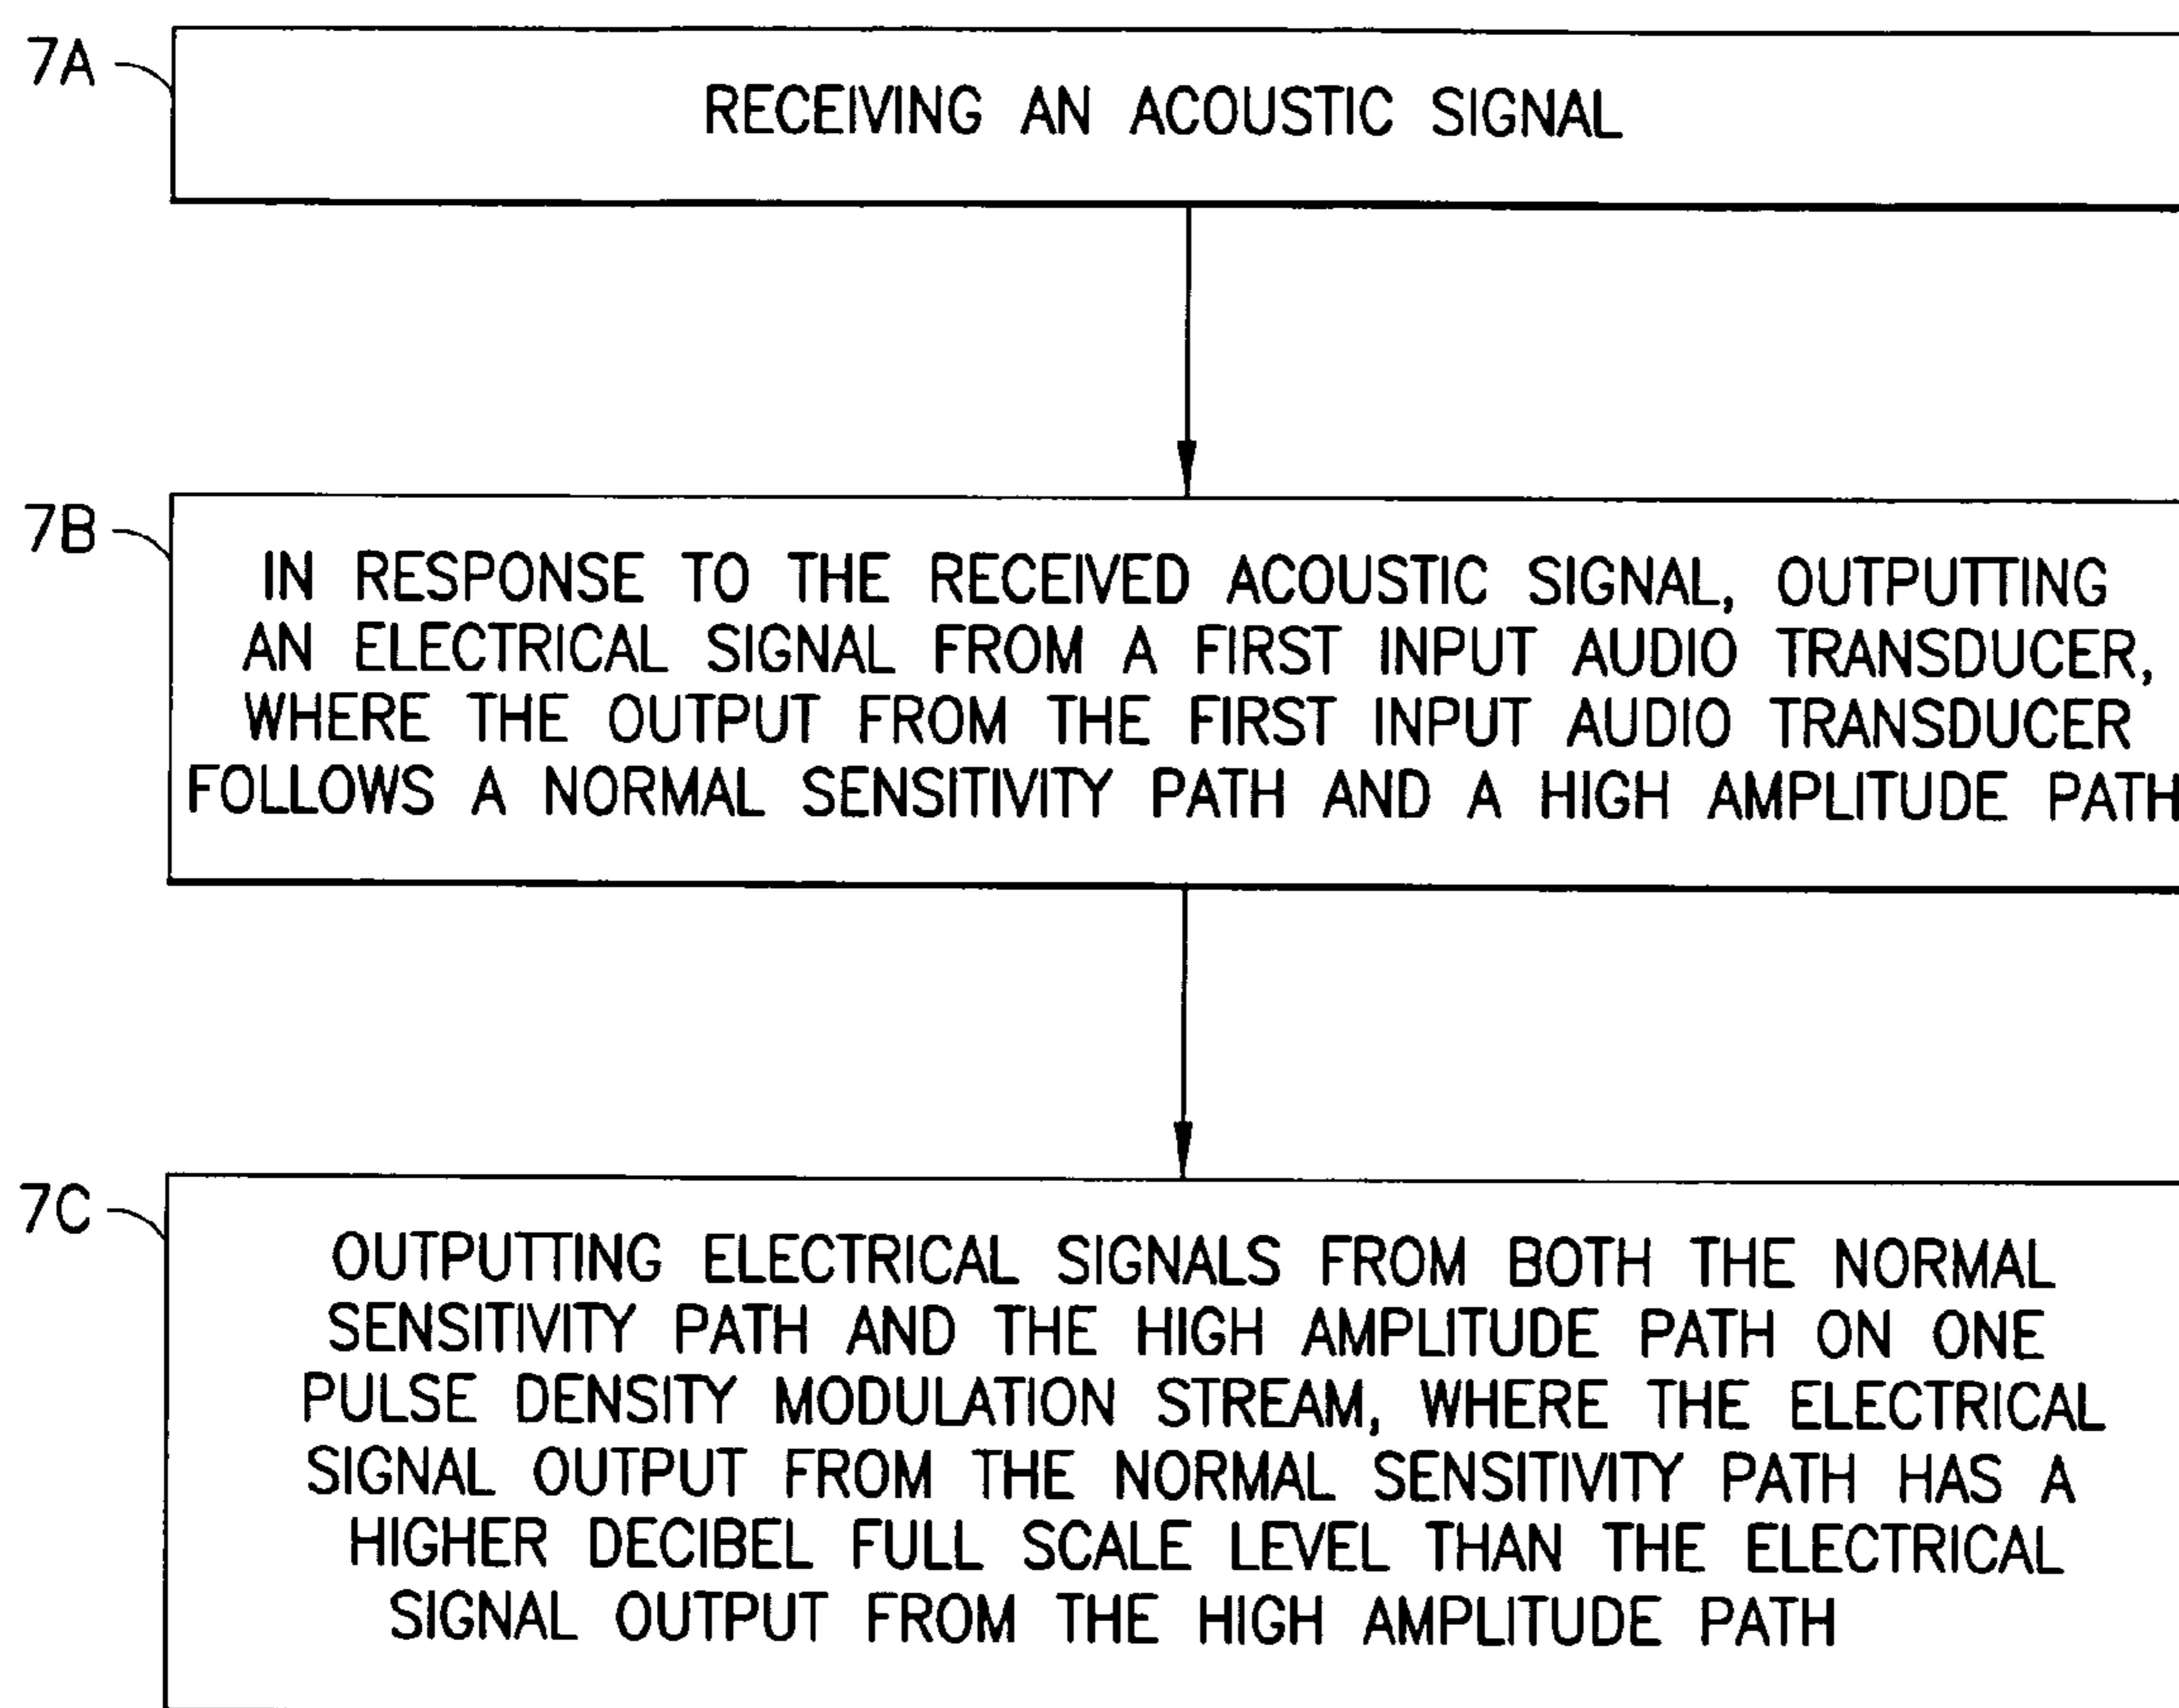 7A
RECEIVING AN ACOUSTIC SIGNAL
7B
IN RESPONSE TO THE RECEIVED ACOUSTIC SIGNAL, OUTPUTTING
AN ELECTRICAL SIGNAL FROM A FIRST INPUT AUDIO TRANSDUCER,
WHERE THE OUTPUT FROM THE FIRST INPUT AUDIO TRANSDUCER
FOLLOWS A NORMAL SENSITIVITY PATH AND A HIGH AMPLITUDE PATH
7C
OUTPUTTING ELECTRICAL SIGNALS FROM BOTH THE NORMAL
SENSITIVITY PATH AND THE HIGH AMPLITUDE PATH ON ONE
PULSE DENSITY MODULATION STREAM, WHERE THE ELECTRICAL
SIGNAL OUTPUT FROM THE NORMAL SENSITIVITY PATH HAS A
HIGHER DECIBEL FULL SCALE LEVEL THAN THE ELECTRICAL
SIGNAL OUTPUT FROM THE HIGH AMPLITUDE PATH